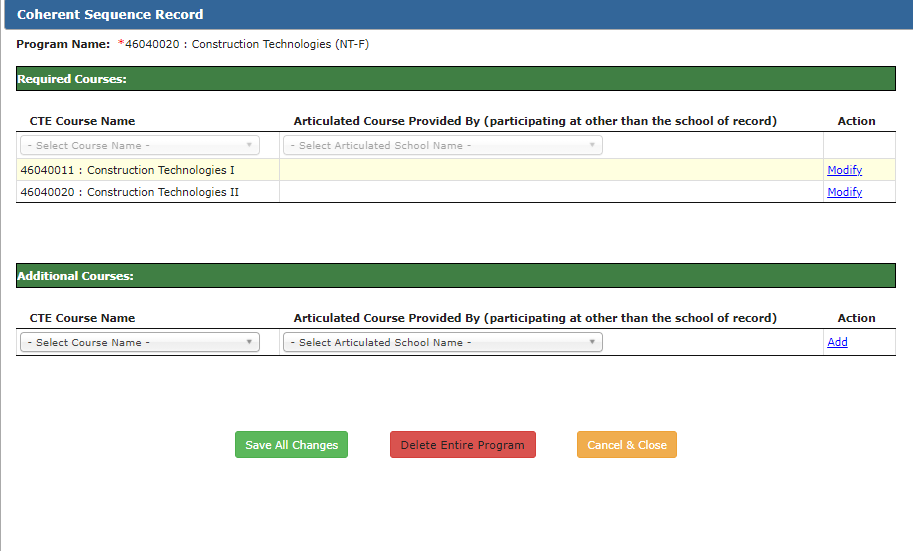 Coherent Sequence Record
Program Name: *46040020 : Construction Technologies (NT-F)
Required Courses:
CTE Course Name Articulated Course Provided By (participating at other than the school of record) Action
- Select Course Name - - Select Articulated School Name -
46040011 : Construction Technologies I Modify
46040020 : Construction Technologies II Modify
Additional Courses:
CTE Course Name Articulated Course Provided By (participating at other than the school of record) Action
- Select Course Name - - Select Articulated School Name - Add
Save All Changes Delete Entire Program Cancel & Close